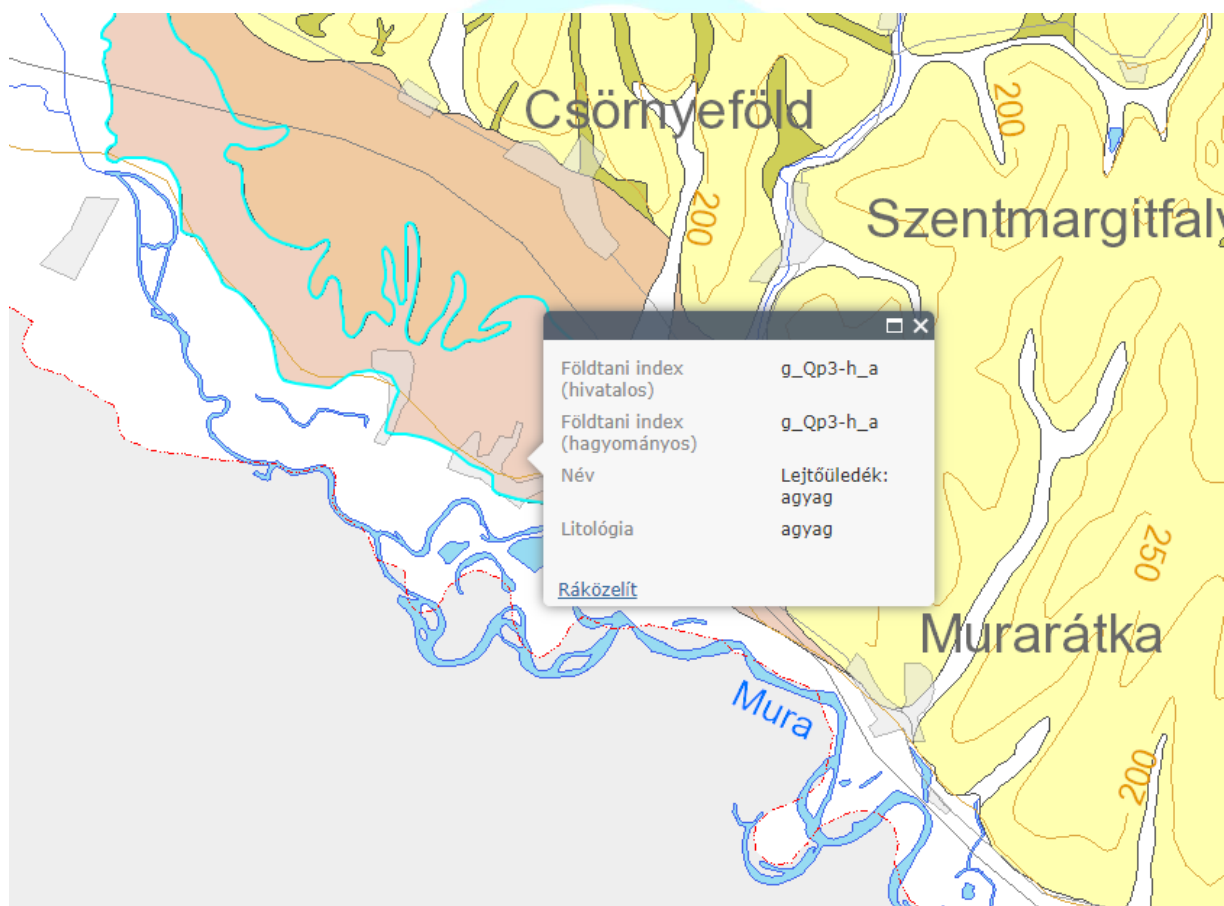 Csörnyeföld
200
200
Szentmargitfalv
Földtani index
(hivatalos)
g_Qp3-h_a
Földtani index
(hagyományos)
g_Qp3-h_a
Név
Lejtőüledék:
agyag
Litológia
agyag
Ráközelít
250
Murarátka
Mura
200